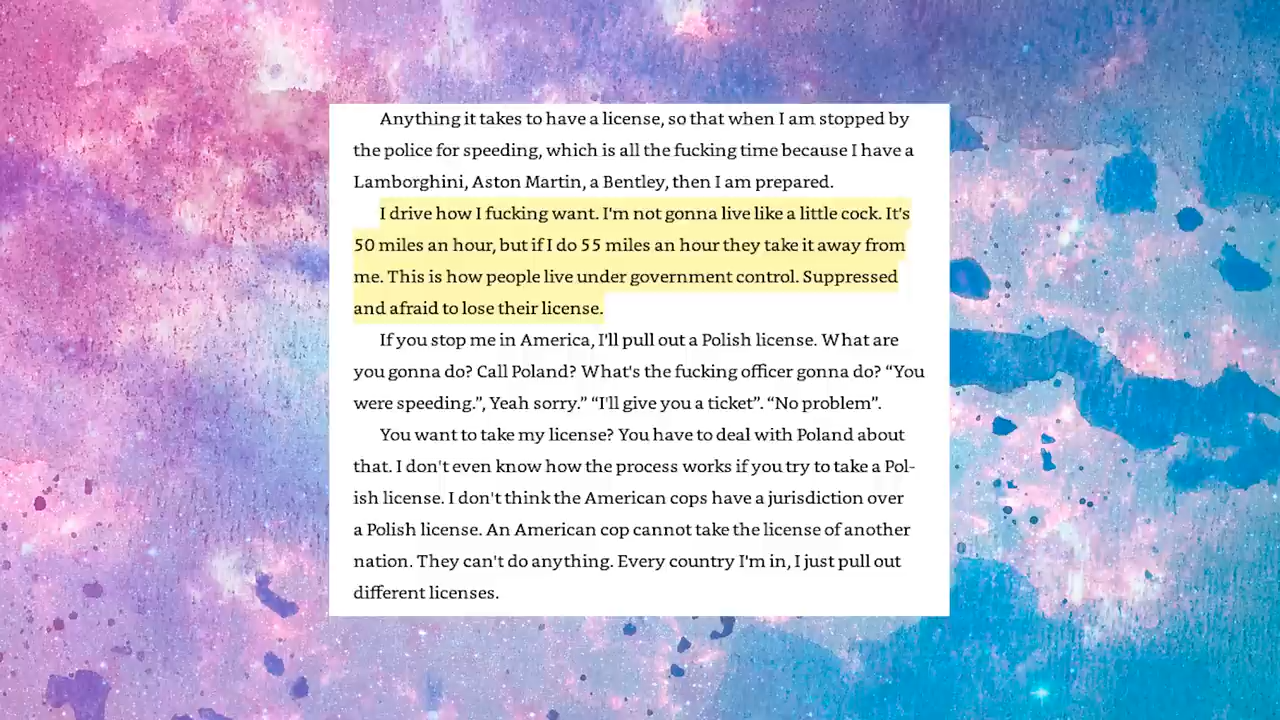 Anything it takes to have a license, so that when I am stopped by
the police for speeding, which is all the fucking time because I have a
Lamborghini, Aston Martin, a Bentley, then I am prepared.
I drive how I fucking want. I'm not gonna live like a little cock. It's
50 miles an hour, but if I do 55 miles an hour they take it away from
me. This is how people live under government control. Suppressed
and afraid to lose their license.
If you stop me in America, I'll pull out a Polish license. What are
you gonna do? Call Poland? What's the fucking officer gonna do? “You
were speeding.”, Yeah sorry.” “I'll give you a ticket”. “No problem”.
You want to take my license? You have to deal with Poland about
that. I don't even know how the process works if you try to take a Pol-
ish license. I don't think the American cops have a jurisdiction over
a Polish license. An American cop cannot take the license of another
nation. They can't do anything. Every country I'm in, I just pull out
different licenses.